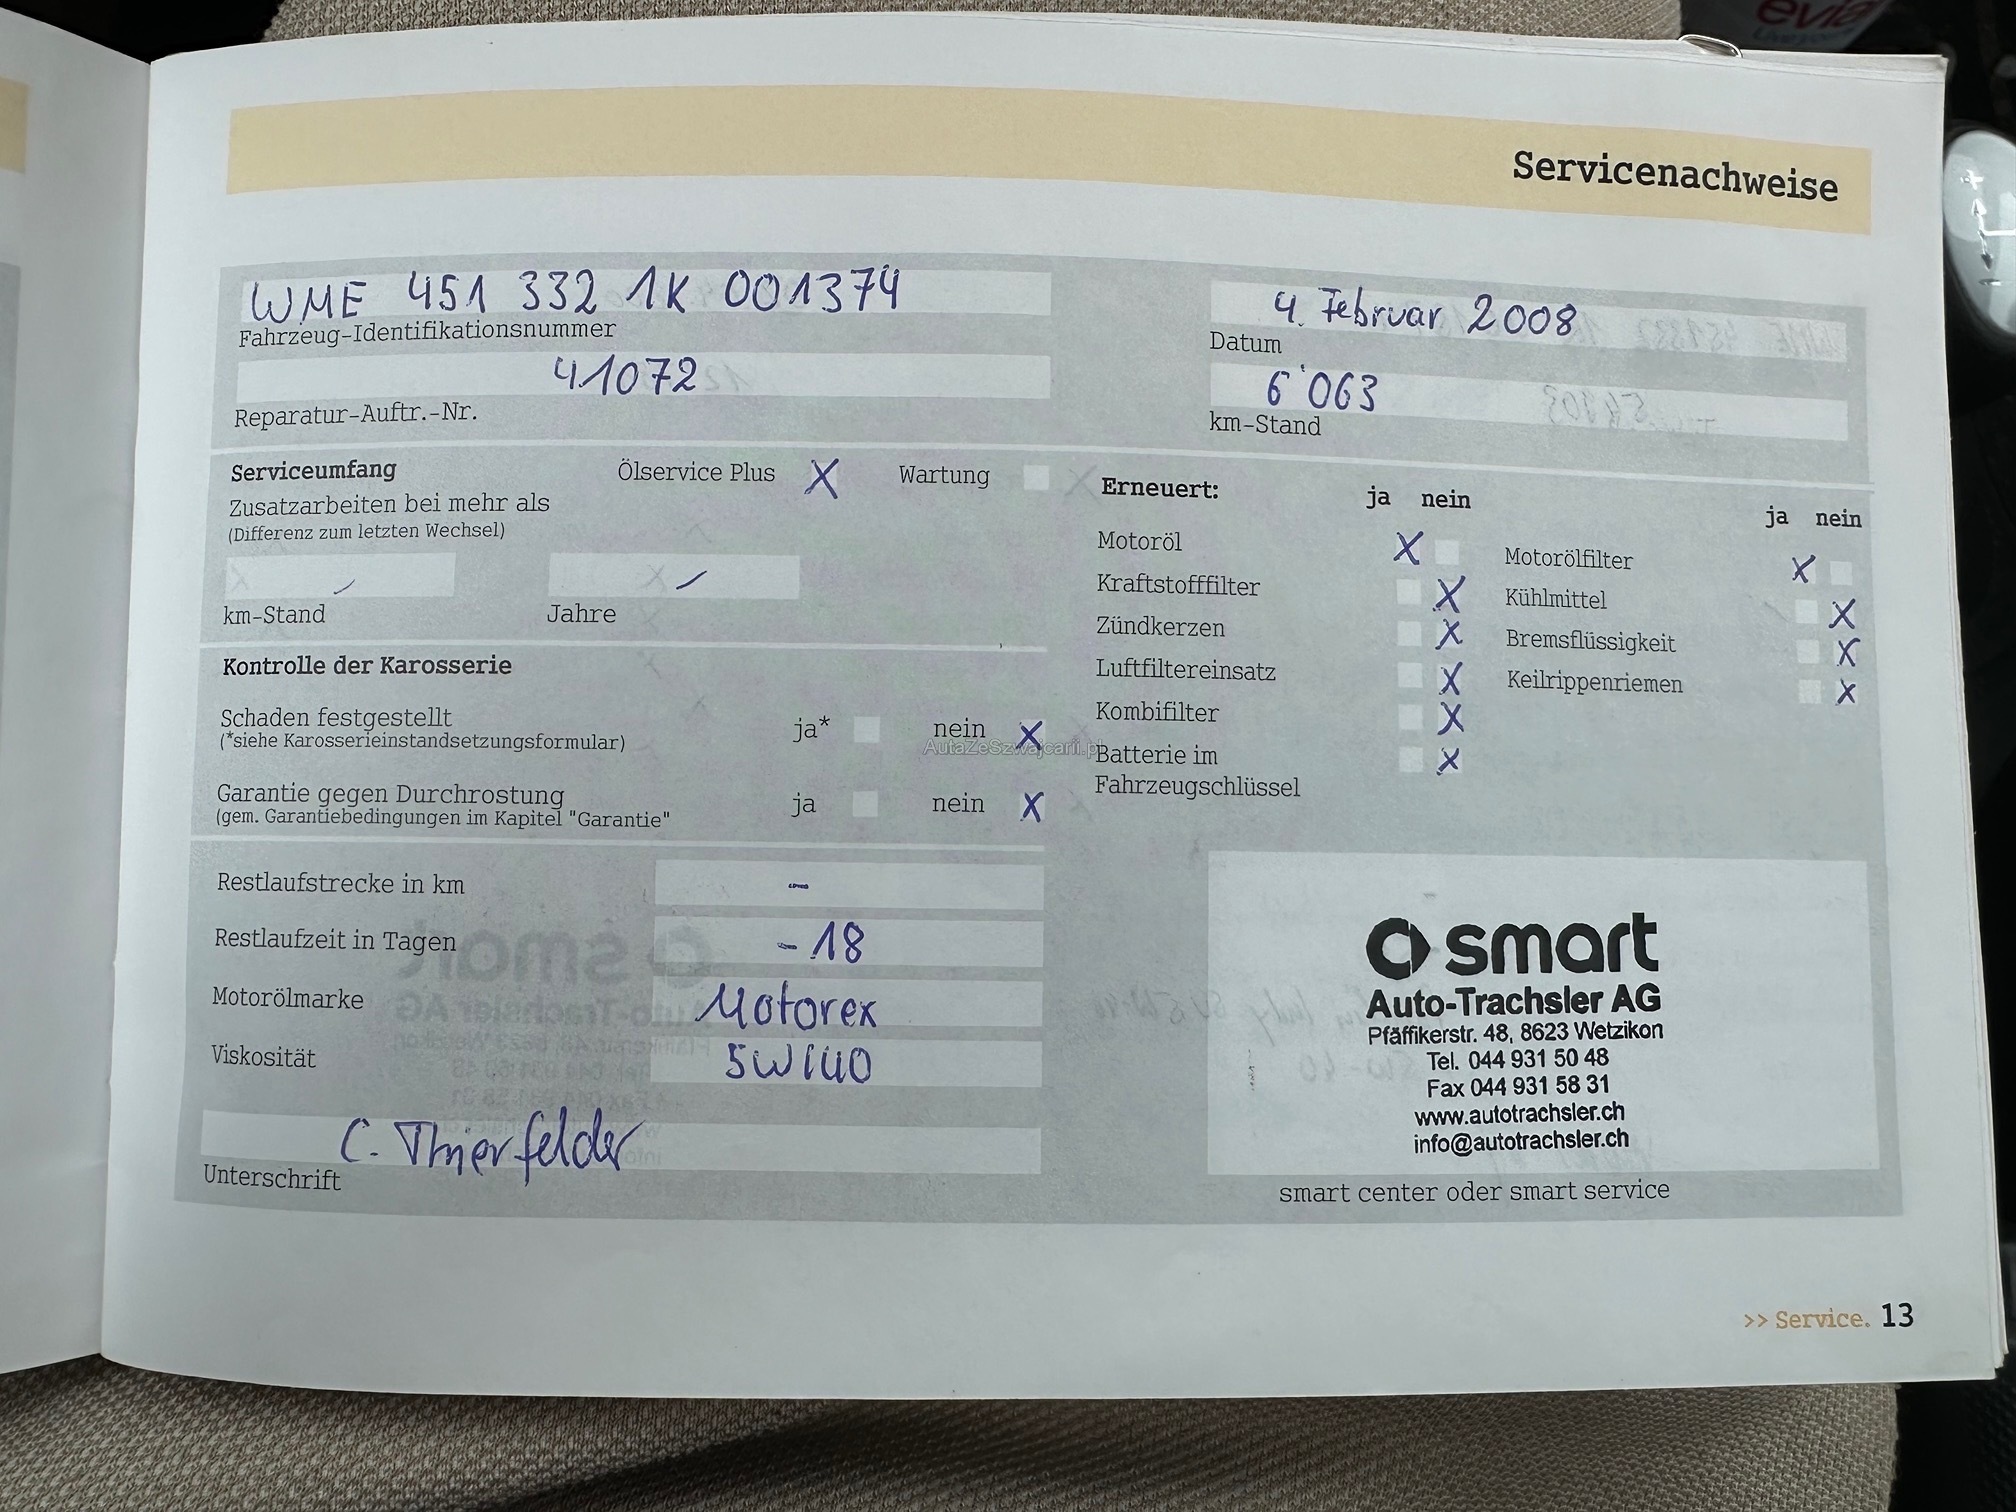 Servicenachweise
WME 451 332 1K 001374
Fahrzeug-Identifikationsnummer
4. Februar 2008
Datum
41072
Reparatur-Auftr.-Nr.
6'063
km-Stand
Serviceumfang
Ölservice Plus X
Wartung
Zusatzarbeiten bei mehr als
(Differenz zum letzten Wechsel)
km-Stand
Jahre
Erneuert:
ja nein
ja nein
Motoröl X
Motorölfilter X
Kraftstofffilter X
Kühlmittel X
Zündkerzen X
Bremsflüssigkeit X
Luftfiltereinsatz X
Keilrippenriemen X
Kombifilter X
Batterie im X
Fahrzeugschlüssel
Kontrolle der Karosserie
Schaden festgestellt
(*siehe Karosserieinstandsetzungsformular)
ja* nein X
AutaZeSzwajcarii.pl
Garantie gegen Durchrostung
(gem. Garantiebedingungen im Kapitel "Garantie"
ja nein X
Restlaufstrecke in km -
Restlaufzeit in Tagen -18
Motorölmarke Motorex
Viskosität 5W/40
C. Thierfelder
Unterschrift
smart
Auto-Trachsler AG
Pfäffikerstr. 48, 8623 Wetzikon
Tel. 044 931 50 48
Fax 044 931 58 31
www.autotrachsler.ch
info@autotrachsler.ch
smart center oder smart service
>> Service. 13